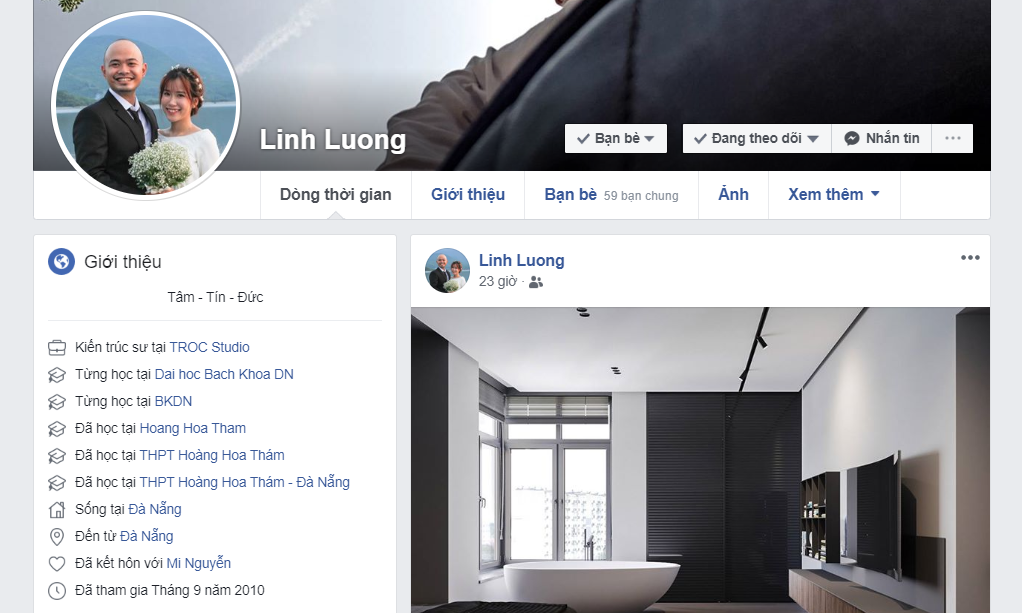 Linh Luong
Bạn bè
Đang theo dõi
Nhắn tin
Dòng thời gian
Giới thiệu
Bạn bè 59 bạn chung
Ảnh
Xem thêm
Giới thiệu
Tâm - Tín - Đức
Kiến trúc sư tại TROC Studio
Từng học tại Dai hoc Bach Khoa DN
Từng học tại BKDN
Đã học tại Hoang Hoa Tham
Đã học tại THPT Hoàng Hoa Thám
Đã học tại THPT Hoàng Hoa Thám - Đà Nẵng
Sống tại Đà Nẵng
Đến từ Đà Nẵng
Đã kết hôn với Mi Nguyễn
Đã tham gia Tháng 9 năm 2010
Linh Luong
23 giờ ·